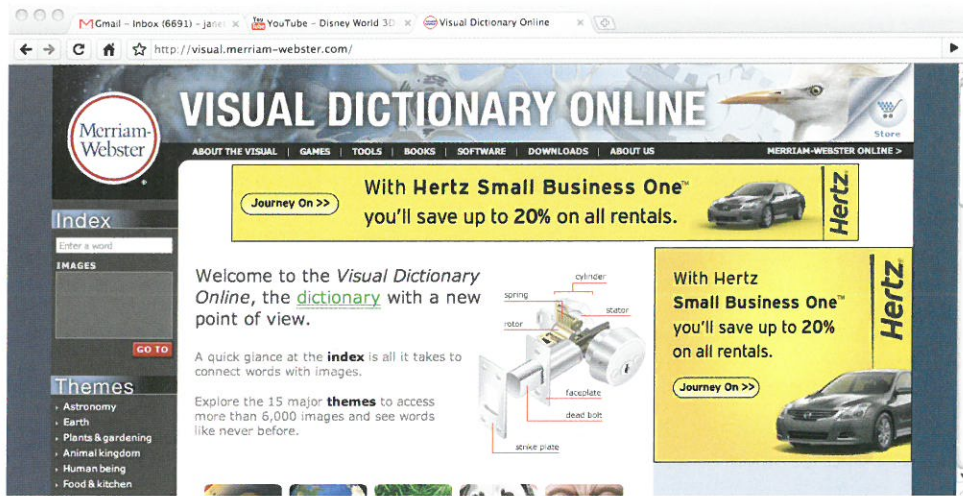 Gmail – Inbox (6691) – jane
YouTube – Disney World 3D
Visual Dictionary Online
http://visual.merriam-webster.com/
Merriam-
Webster
VISUAL DICTIONARY ONLINE
Store
ABOUT THE VISUAL | GAMES | TOOLS | BOOKS | SOFTWARE | DOWNLOADS | ABOUT US
MERRIAM-WEBSTER ONLINE >
Journey On >>
With Hertz Small Business One™
you'll save up to 20% on all rentals.
Hertz
Index
Enter a word
IMAGES
GO TO
Themes
Astronomy
Earth
Plants & gardening
Animal kingdom
Human being
Food & kitchen
Welcome to the Visual Dictionary
Online, the dictionary with a new
point of view.
A quick glance at the index is all it takes to
connect words with images.
Explore the 15 major themes to access
more than 6,000 images and see words
like never before.
cylinder
spring
stator
rotor
faceplate
dead bolt
strike plate
With Hertz
Small Business One™
you'll save up to 20%
on all rentals.
Journey On >>
Hertz